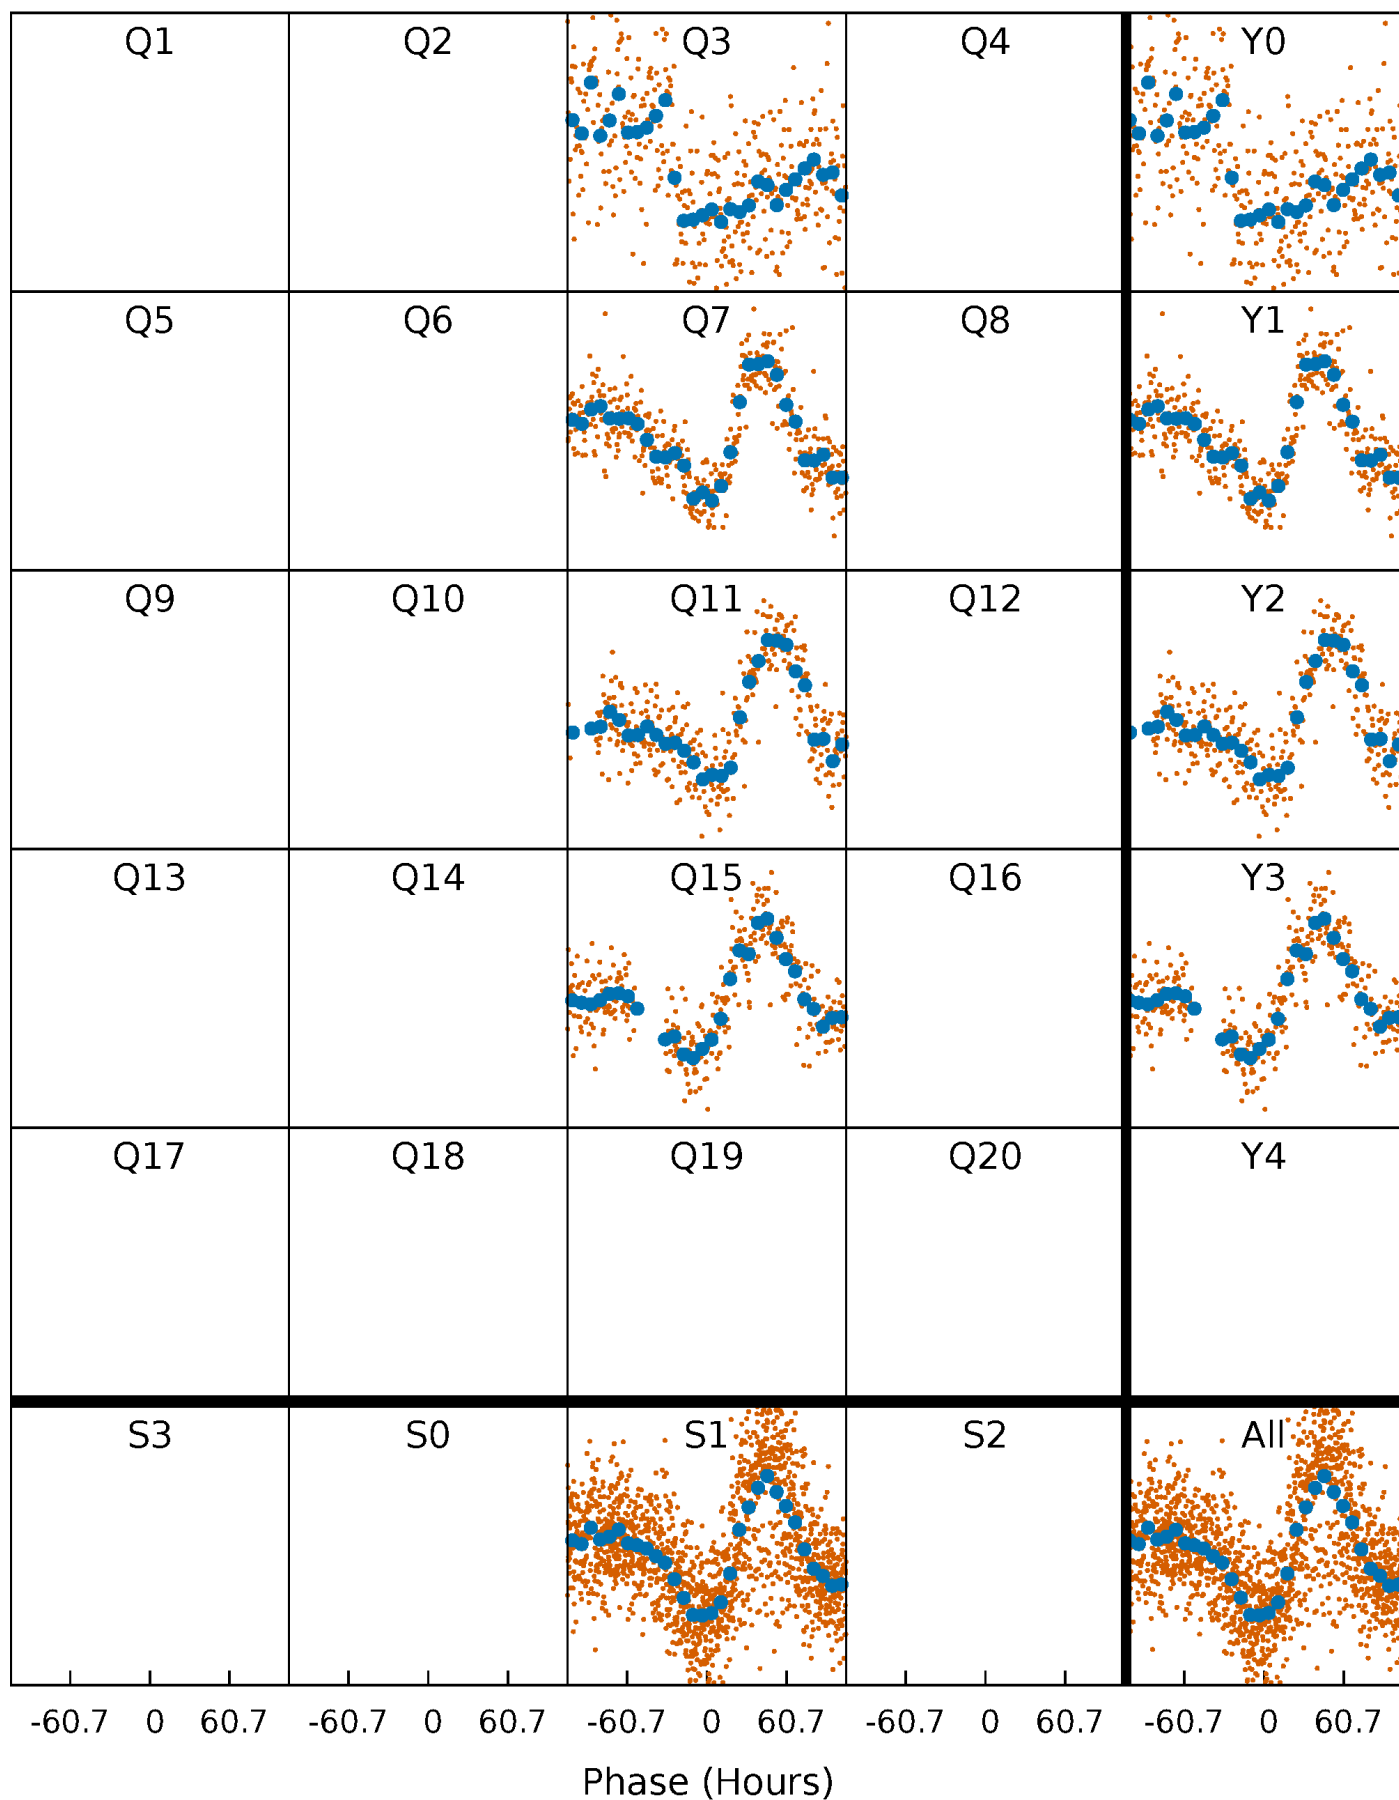 Q1 Q2 Q3 Q4 Y0
Q5 Q6 Q7 Q8 Y1
Q9 Q10 Q11 Q12 Y2
Q13 Q14 Q15 Q16 Y3
Q17 Q18 Q19 Q20 Y4
S3 S0 S1 S2 All
-60.7 0 60.7 -60.7 0 60.7 -60.7 0 60.7 -60.7 0 60.7 -60.7 0 60.7
Phase (Hours)